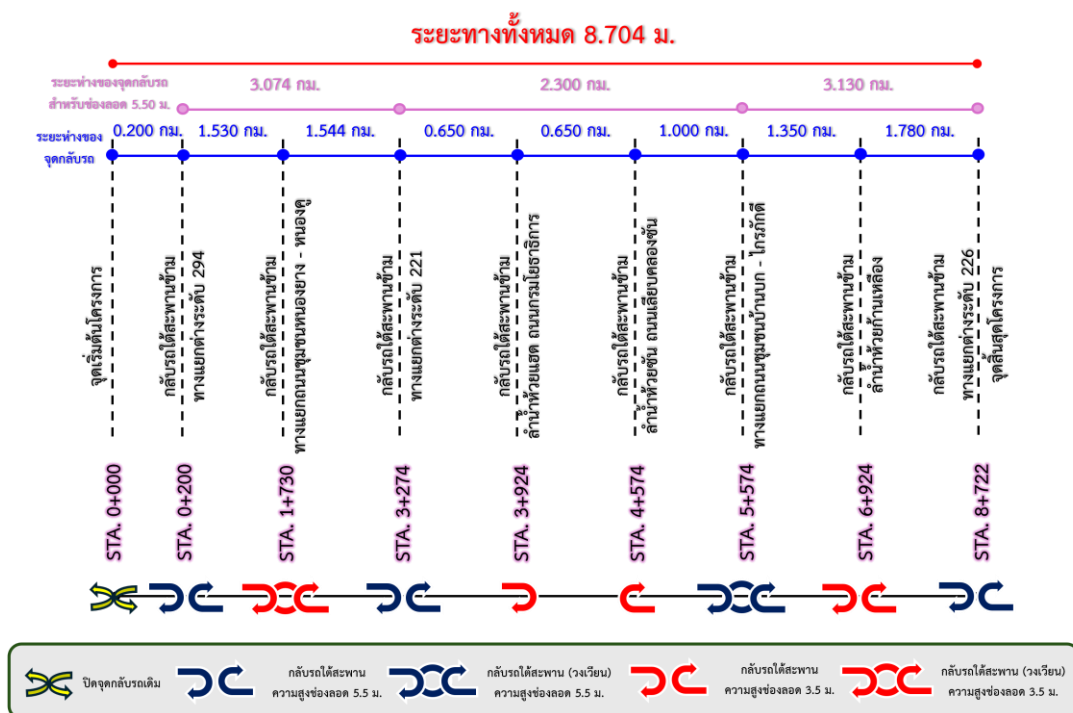 ระยะทางทั้งหมด 8.704 ม.
ระยะห่างของจุดกลับรถ
สำหรับช่องลอด 5.50 ม.
3.074 กม.
2.300 กม.
3.130 กม.
ระยะห่างของ
จุดกลับรถ
0.200 กม.
1.530 กม.
1.544 กม.
0.650 กม.
0.650 กม.
1.000 กม.
1.350 กม.
1.780 กม.
จุดเริ่มต้นโครงการ
กลับรถใต้สะพานข้าม
ทางแยกต่างระดับ 294
กลับรถใต้สะพานข้าม
ทางแยกถนนชุมชนหนองยาง - หนองคู
กลับรถใต้สะพานข้าม
ทางแยกต่างระดับ 221
กลับรถใต้สะพานข้าม
ลำน้ำห้วยแฮด ถนนกรมโยธาธิการ
กลับรถใต้สะพานข้าม
ลำน้ำห้วยชัน ถนนเลียบคลองชัน
กลับรถใต้สะพานข้าม
ทางแยกถนนชุมชนบ้านบก - ไกรภักดี
กลับรถใต้สะพานข้าม
ลำน้ำห้วยก้านเหลือง
กลับรถใต้สะพานข้าม
ทางแยกต่างระดับ 226
จุดสิ้นสุดโครงการ
STA. 0+000
STA. 0+200
STA. 1+730
STA. 3+274
STA. 3+924
STA. 4+574
STA. 5+574
STA. 6+924
STA. 8+722
ปิดจุดกลับรถเดิม
กลับรถใต้สะพาน
ความสูงช่องลอด 5.5 ม.
กลับรถใต้สะพาน (วงเวียน)
ความสูงช่องลอด 5.5 ม.
กลับรถใต้สะพาน
ความสูงช่องลอด 3.5 ม.
กลับรถใต้สะพาน (วงเวียน)
ความสูงช่องลอด 3.5 ม.